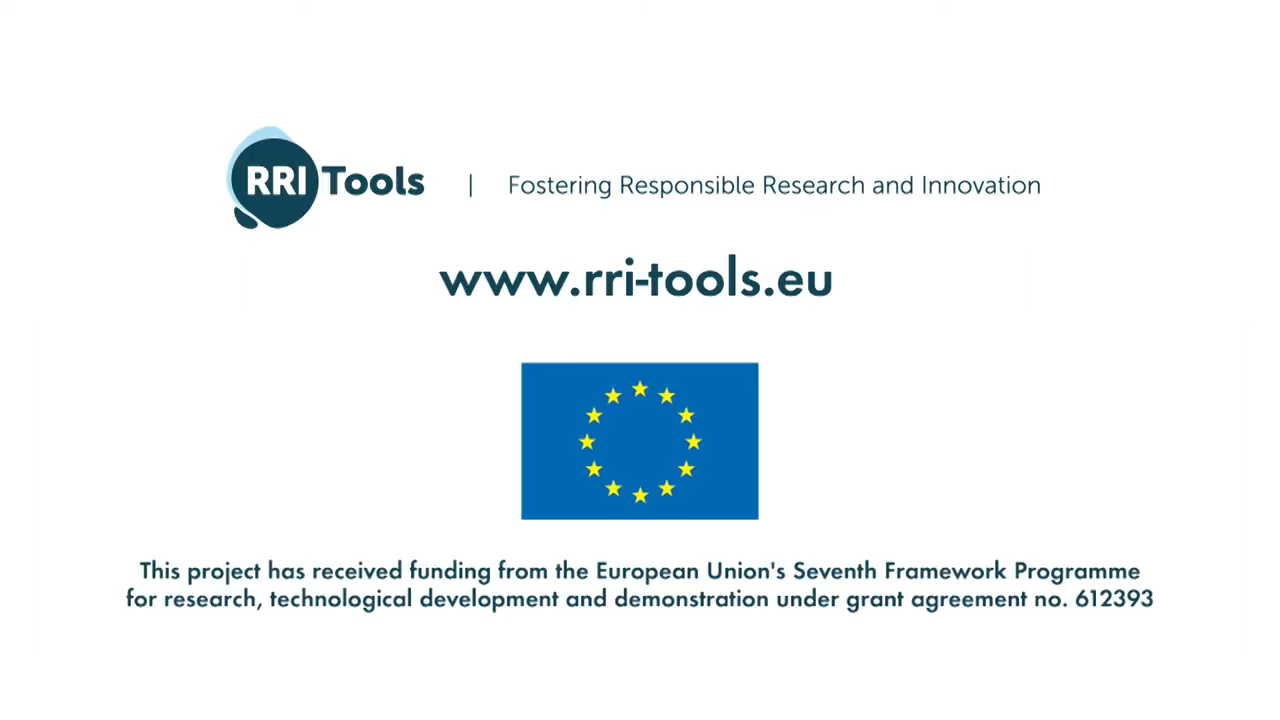 RRI Tools | Fostering Responsible Research and Innovation
www.rri-tools.eu
This project has received funding from the European Union's Seventh Framework Programme
for research, technological development and demonstration under grant agreement no. 612393